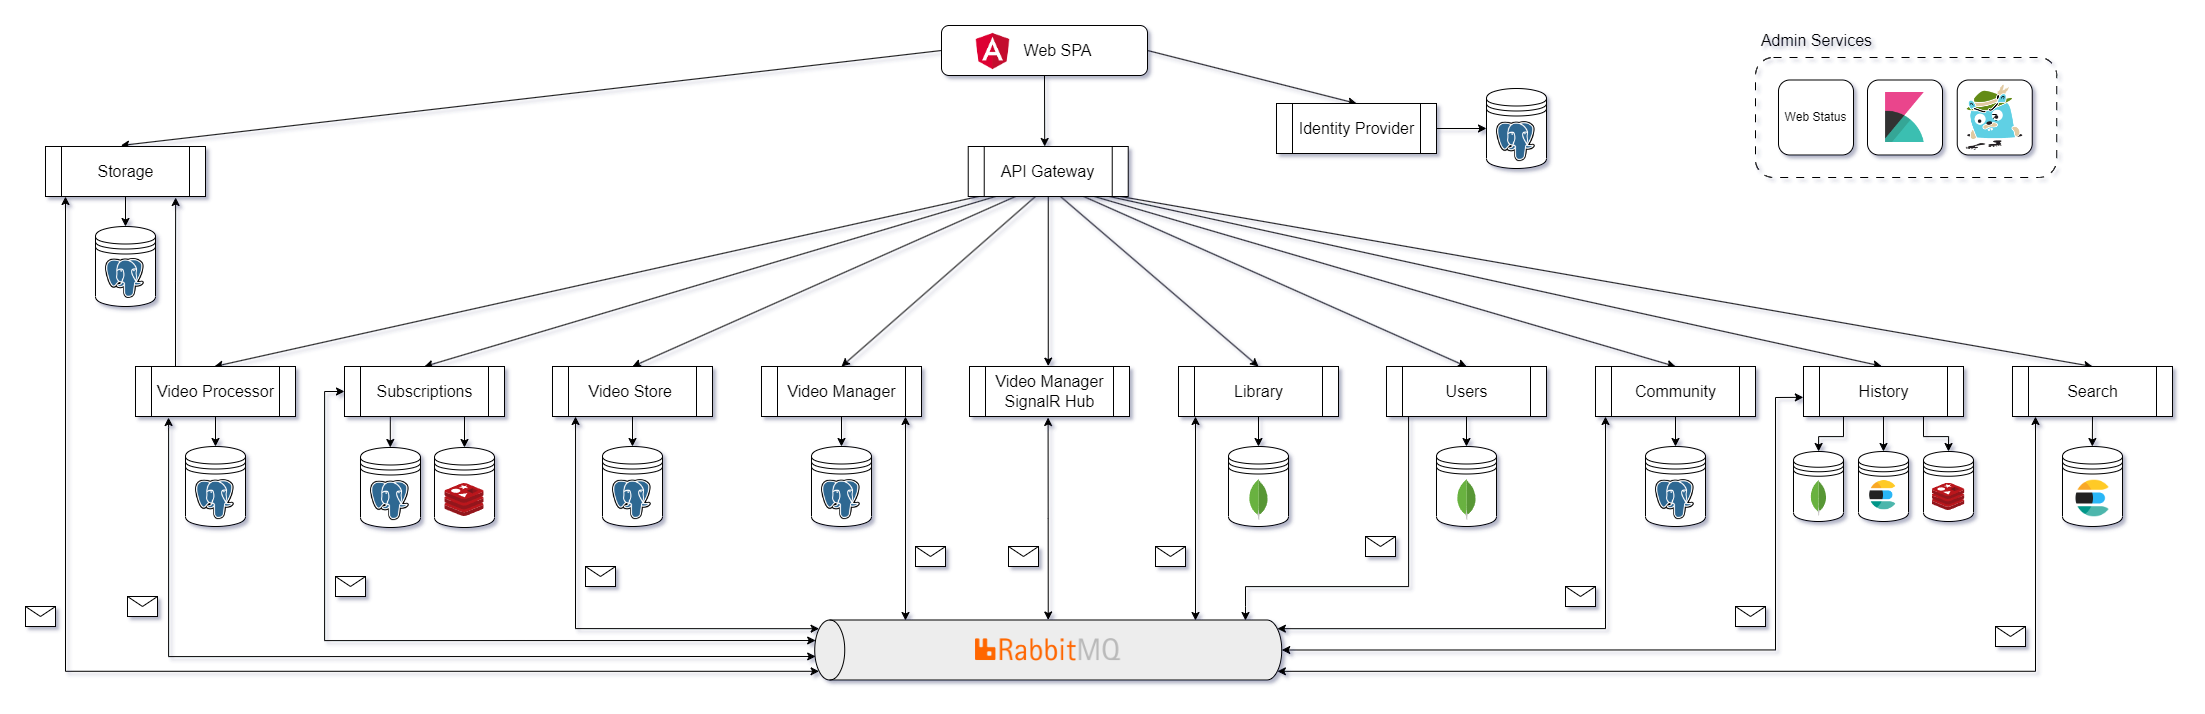 Web SPA
Admin Services
Web Status
Identity Provider
Storage
API Gateway
Video Processor
Subscriptions
Video Store
Video Manager
Video Manager
SignalR Hub
Library
Users
Community
History
Search
RabbitMQ